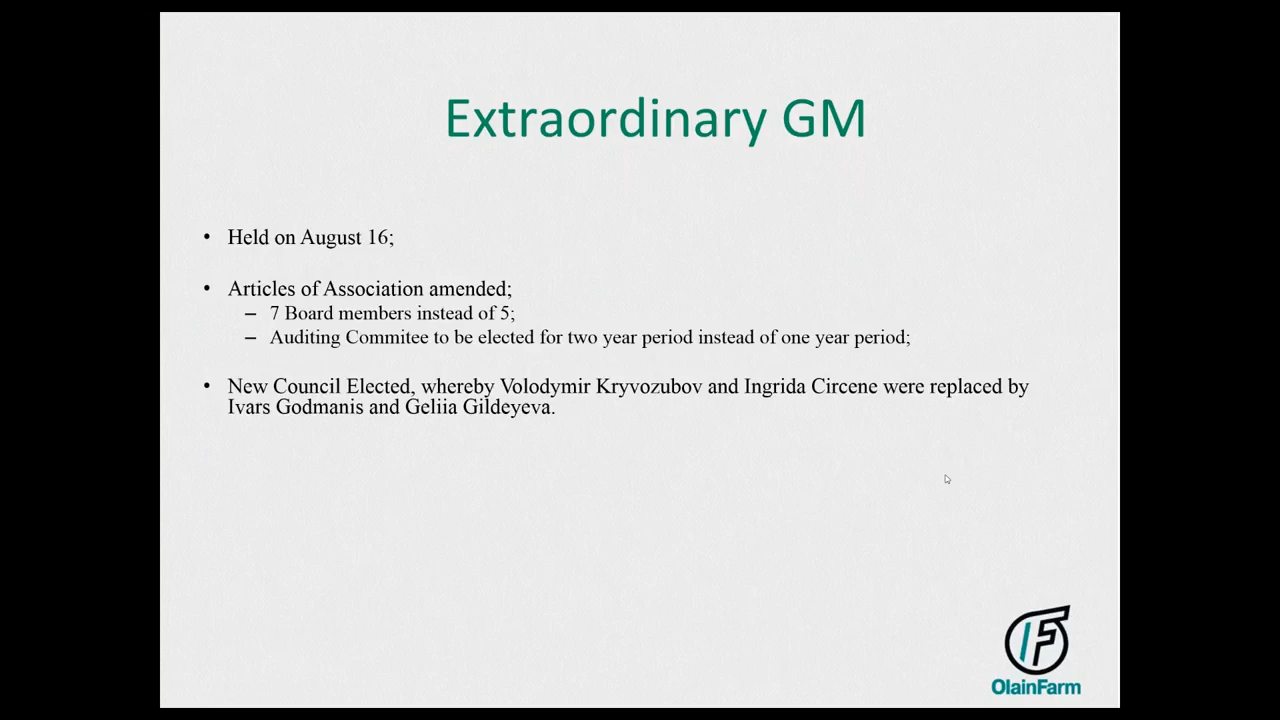 Extraordinary GM
• Held on August 16;
• Articles of Association amended;
– 7 Board members instead of 5;
– Auditing Commitee to be elected for two year period instead of one year period;
• New Council Elected, whereby Volodymir Kryvozubov and Ingrida Circene were replaced by
Ivars Godmanis and Geliia Gildeyeva.
OlainFarm